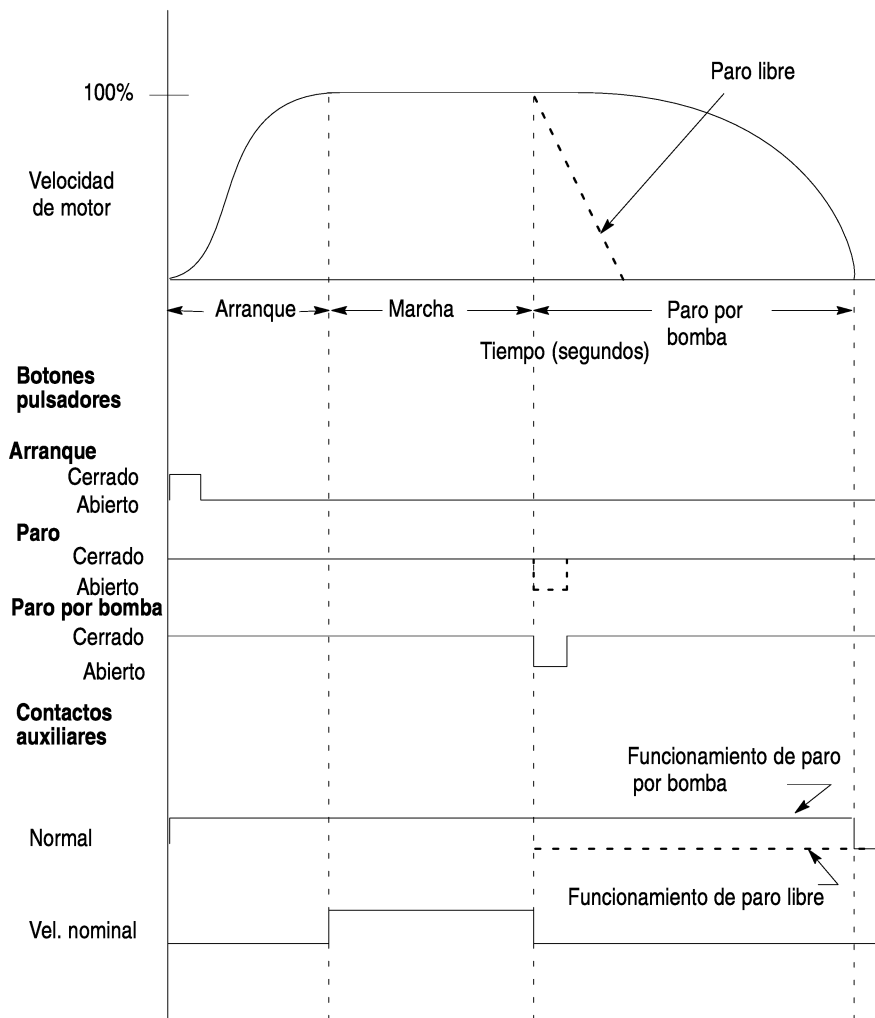 Paro libre
100%
Velocidad
de motor
Arranque
Marcha
Paro por
bomba
Tiempo (segundos)
Botones
pulsadores
Arranque
Cerrado
Abierto
Paro
Cerrado
Abierto
Paro por bomba
Cerrado
Abierto
Contactos
auxiliares
Funcionamiento de paro
por bomba
Normal
Funcionamiento de paro libre
Vel. nominal